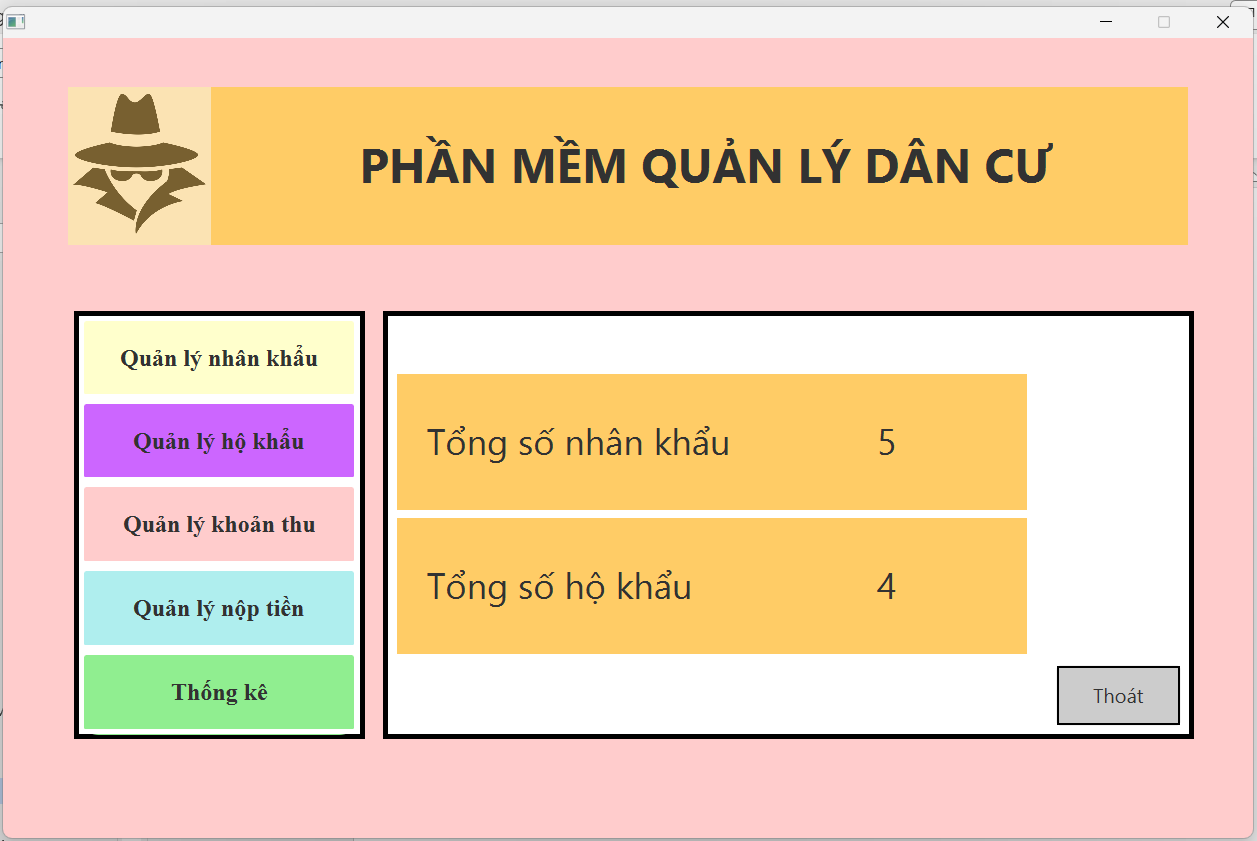 PHẦN MỀM QUẢN LÝ DÂN CƯ
Quản lý nhân khẩu
Quản lý hộ khẩu
Quản lý khoản thu
Quản lý nộp tiền
Thống kê
Tổng số nhân khẩu 5
Tổng số hộ khẩu 4
Thoát